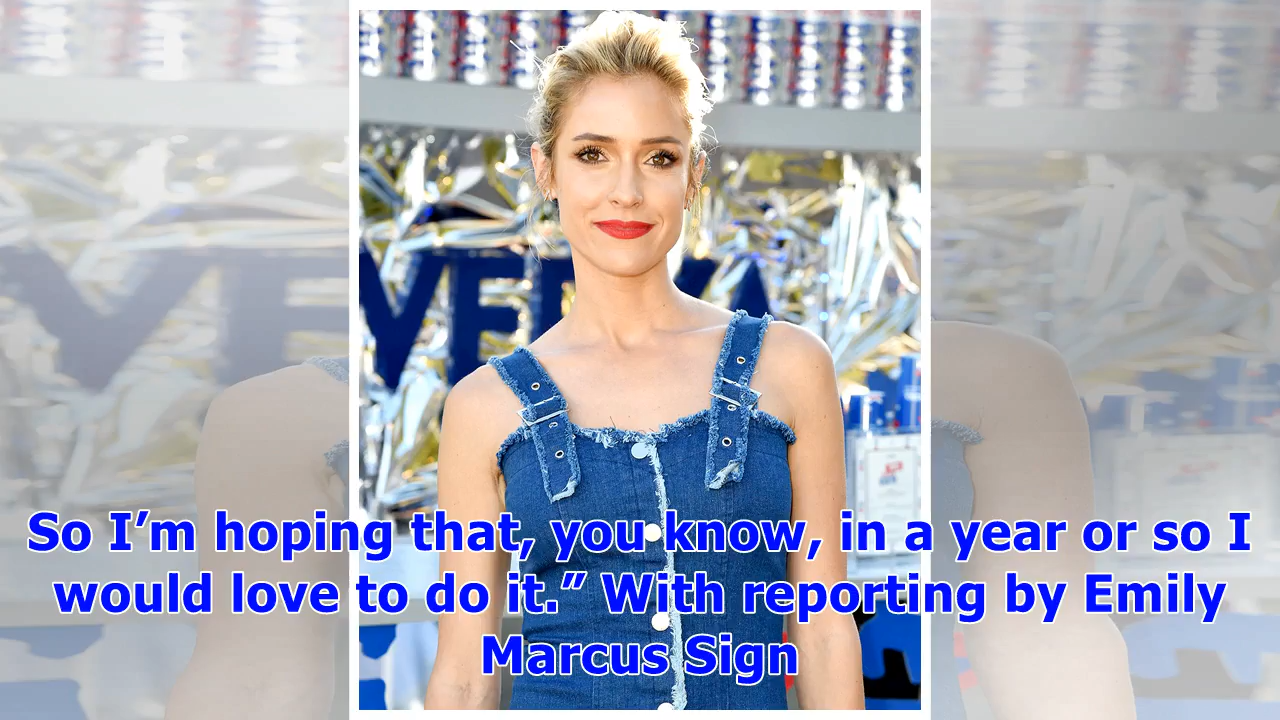 VE
So I’m hoping that, you know, in a year or so I
would love to do it.” With reporting by Emily
Marcus Sign